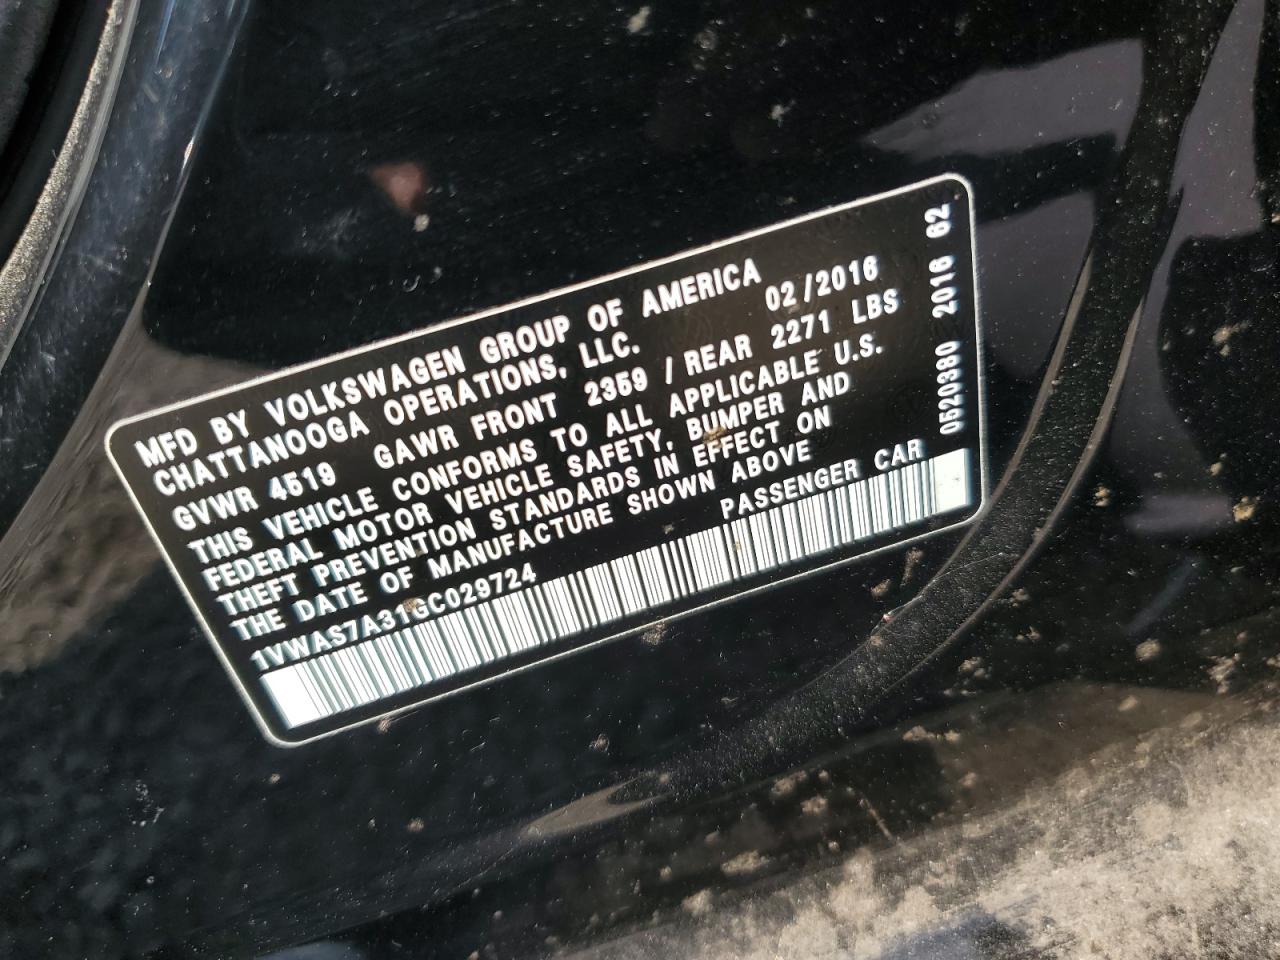 MFD BY VOLKSWAGEN GROUP OF AMERICA
CHATTANOOGA OPERATIONS, LLC. 02/2016
GVWR 4519 GAWR FRONT 2359 / REAR 2271 LBS
THIS VEHICLE CONFORMS TO ALL APPLICABLE U.S.
FEDERAL MOTOR VEHICLE SAFETY, BUMPER AND
THEFT PREVENTION STANDARDS IN EFFECT ON
THE DATE OF MANUFACTURE SHOWN ABOVE
1VWAS7A31GC029724 PASSENGER CAR
0520380 2016 62